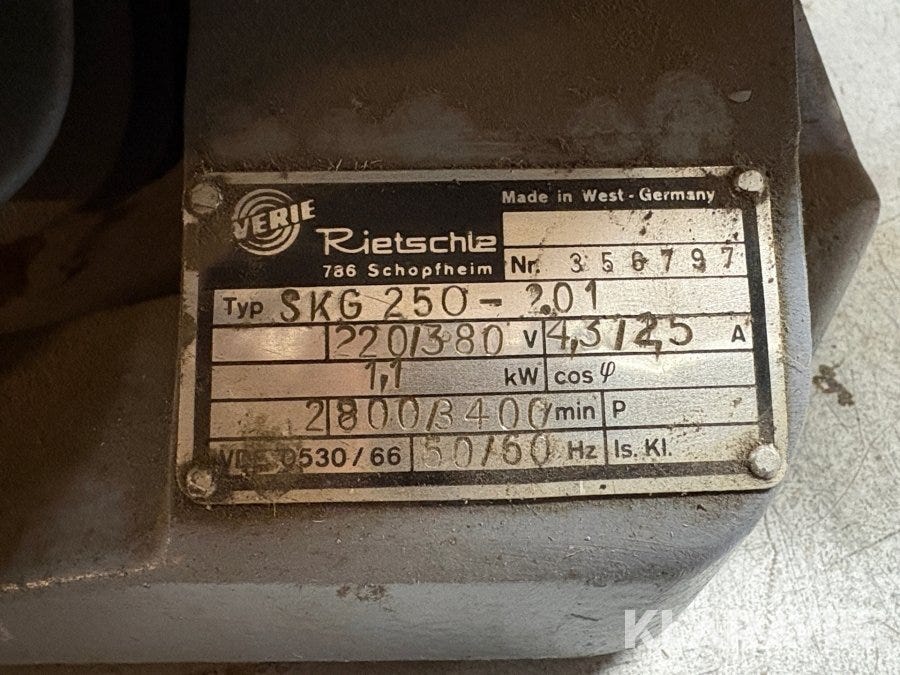 VERIE
Made in West-Germany
Rietschle
786 Schopfheim
Nr. 356797
Typ SKG 250-201
220/380 V 4,3/2,5 A
1,1 kW cos φ
2800/3400/min P
VDE 0530/66 50/60 Hz Is. Kl.